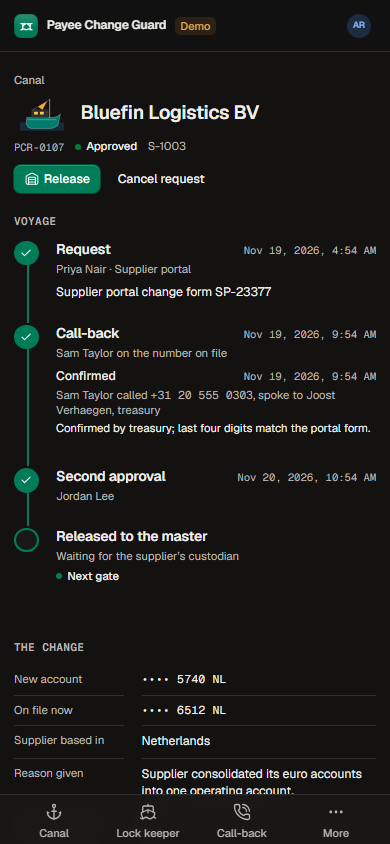 Payee Change Guard Demo AR
Canal
Bluefin Logistics BV
PCR-0107 Approved S-1003
Release Cancel request
VOYAGE
Request Nov 19, 2026, 4:54 AM
Priya Nair · Supplier portal
Supplier portal change form SP-23377
Call-back Nov 19, 2026, 9:54 AM
Sam Taylor on the number on file
Confirmed Nov 19, 2026, 9:54 AM
Sam Taylor called +31 20 555 0303, spoke to Joost
Verhaegen, treasury
Confirmed by treasury; last four digits match the portal form.
Second approval Nov 20, 2026, 10:54 AM
Jordan Lee
Released to the master
Waiting for the supplier's custodian
Next gate
THE CHANGE
New account •••• 5740 NL
On file now •••• 6512 NL
Supplier based in Netherlands
Reason given Supplier consolidated its euro accounts
into one operating account.
Canal Lock keeper Call-back More